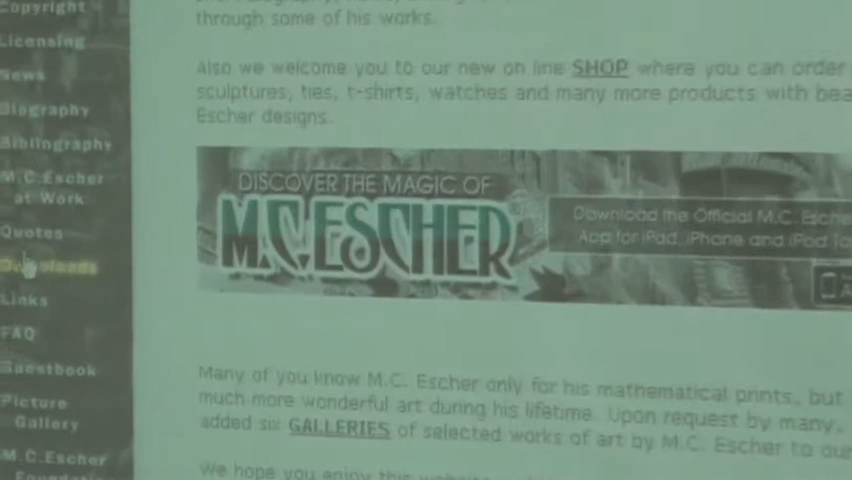 Copyright
Licensing
News
Biography
Bibliography
M.C.Escher
at Work
Quotes
Downloads
Links
FAQ
Guestbook
Picture
Gallery
M.C.Escher
through some of his works.
Also we welcome you to our new on line SHOP where you can order
sculptures, ties, t-shirts, watches and many more products with
Escher designs.
DISCOVER THE MAGIC OF
M.C. ESCHER
Download the Official M.C.
App for iPad, iPhone and iPod
Many of you know M.C. Escher only for his mathematical prints, but
much more wonderful art during his lifetime. Upon request by many,
added six GALLERIES of selected works of art by M.C. Escher to our
We hope you enjoy this website